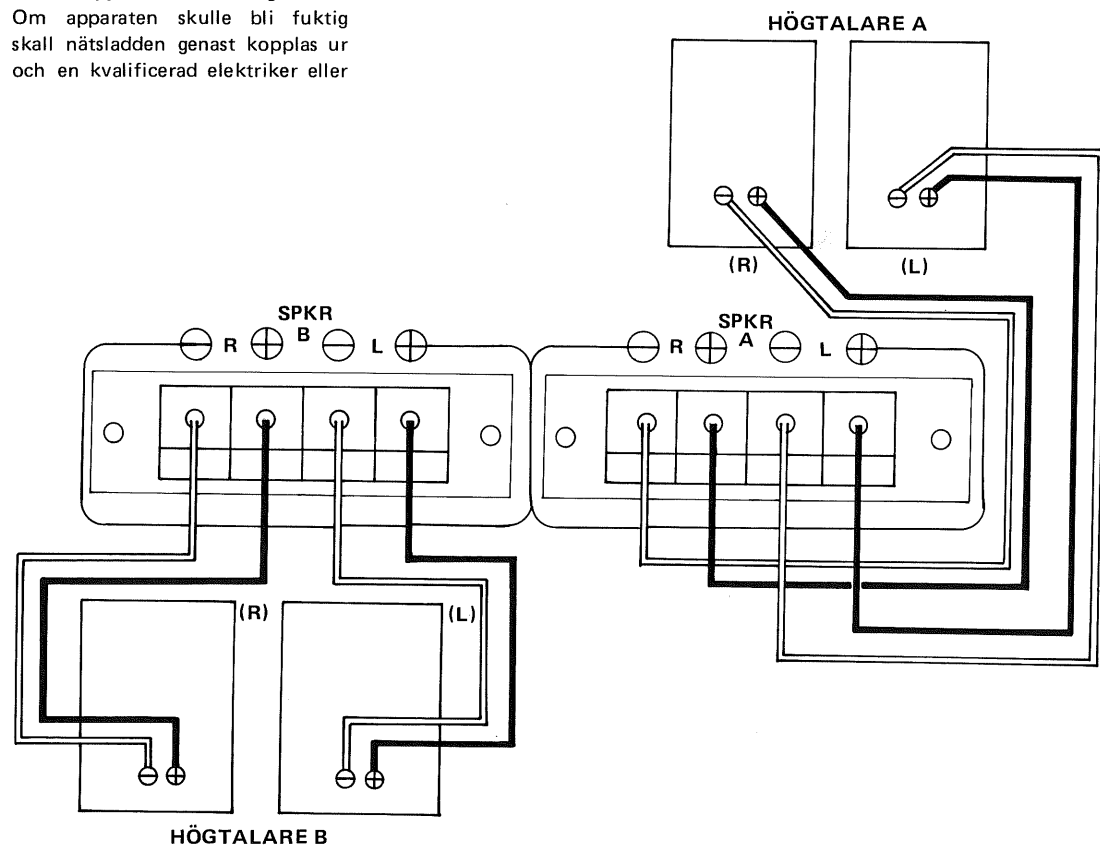 Om apparaten skulle bli fuktig
skall nätsladden genast kopplas ur
och en kvalificerad elektriker eller
HÖGTALARE A
(R)
(L)
SPKR
B
R
L
SPKR
A
R
L
(R)
(L)
HÖGTALARE B